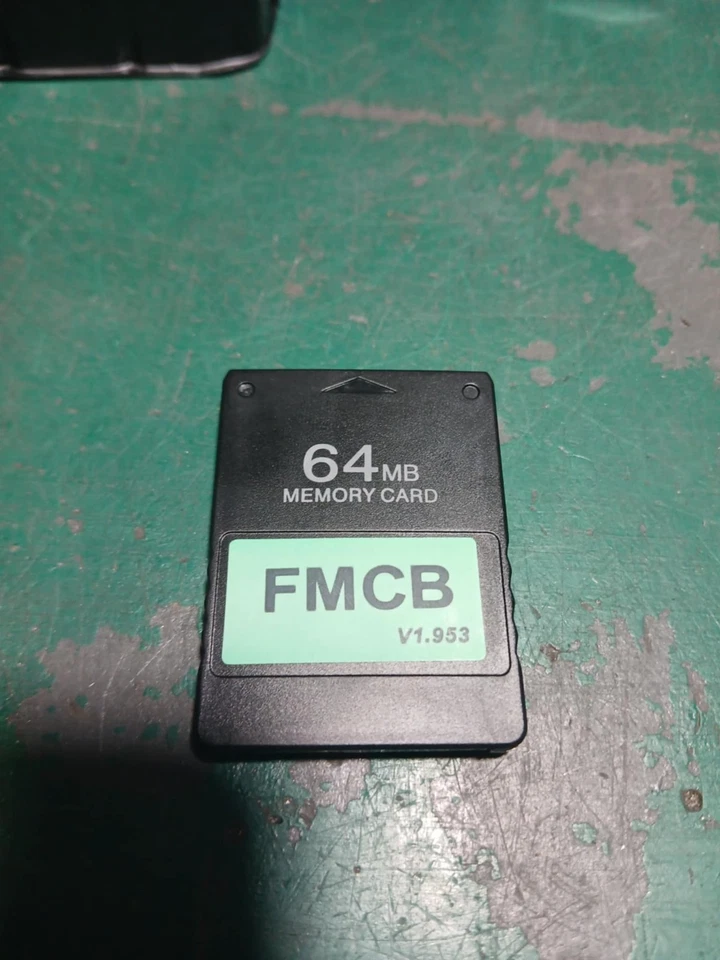 64MB
MEMORY CARD
FMCB
V1.953